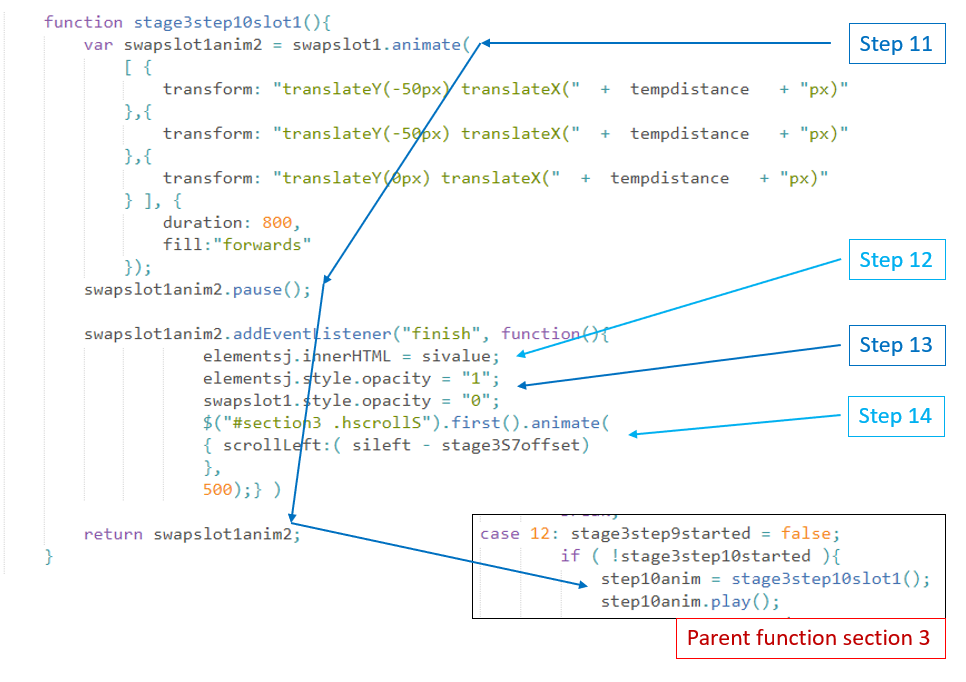 function stage3step10slot1(){
var swapslot1anim2 = swapslot1.animate(
Step 11
[ {
transform: "translateY(-50px) translateX(" + tempdistance + "px)"
},{
transform: "translateY(-50px) translateX(" + tempdistance + "px)"
},{
transform: "translateY(0px) translateX(" + tempdistance + "px)"
} ], {
duration: 800,
fill:"forwards"
});
Step 12
swapslot1anim2.pause();
swapslot1anim2.addEventListener("finish", function(){
Step 13
elementsj.innerHTML = sivalue;
elementsj.style.opacity = "1";
swapslot1.style.opacity = "0";
Step 14
$("#section3 .hscrollS").first().animate(
{ scrollLeft:( sileft - stage3S7offset)
},
500);} )
return swapslot1anim2;
}
case 12: stage3step9started = false;
if ( !stage3step10started ){
step10anim = stage3step10slot1();
step10anim.play();
Parent function section 3